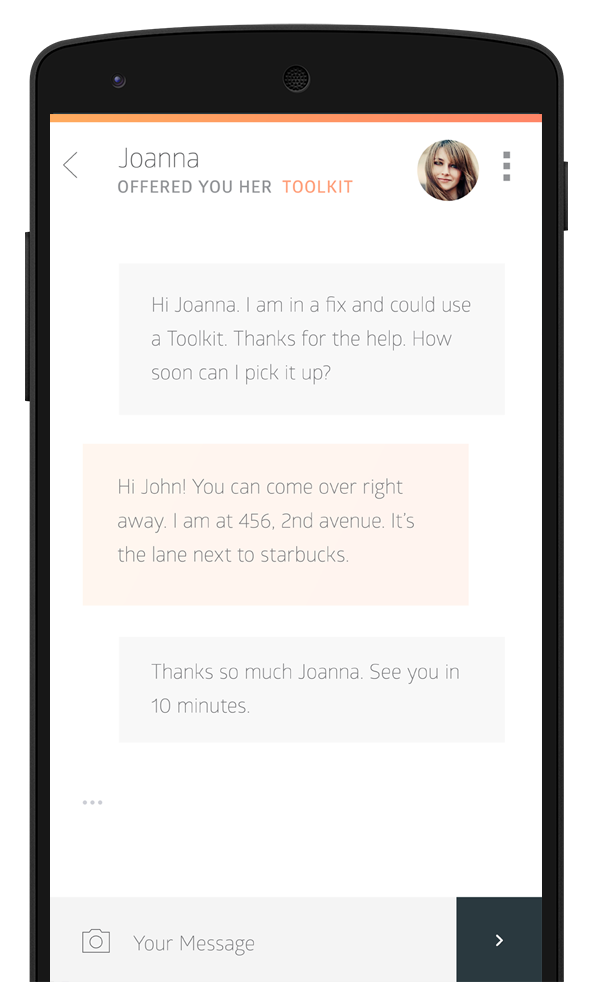 Joanna
OFFERED YOU HER TOOLKIT
Hi Joanna. I am in a fix and could use
a Toolkit. Thanks for the help. How
soon can I pick it up?
Hi John! You can come over right
away. I am at 456, 2nd avenue. It's
the lane next to starbucks.
Thanks so much Joanna. See you in
10 minutes.
...
Your Message